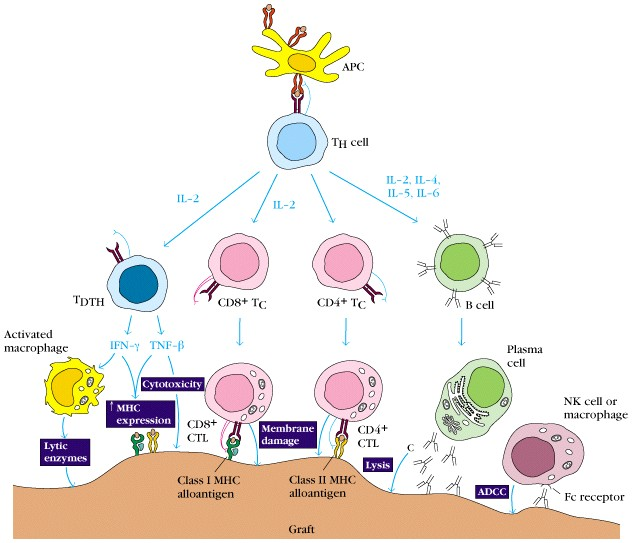 APC
TH cell
IL-2
IL-2
IL-2, IL-4,
IL-5, IL-6
TDTH
CD8+ TC
CD4+ TC
B cell
Activated
macrophage
IFN-γ
TNF-β
Plasma
cell
Cytotoxicity
NK cell or
macrophage
↑ MHC
expression
CD8+
CTL
Membrane
damage
CD4+
CTL
Lytic
enzymes
C
Lysis
Class I MHC
alloantigen
Class II MHC
alloantigen
ADCC
Fc receptor
Graft